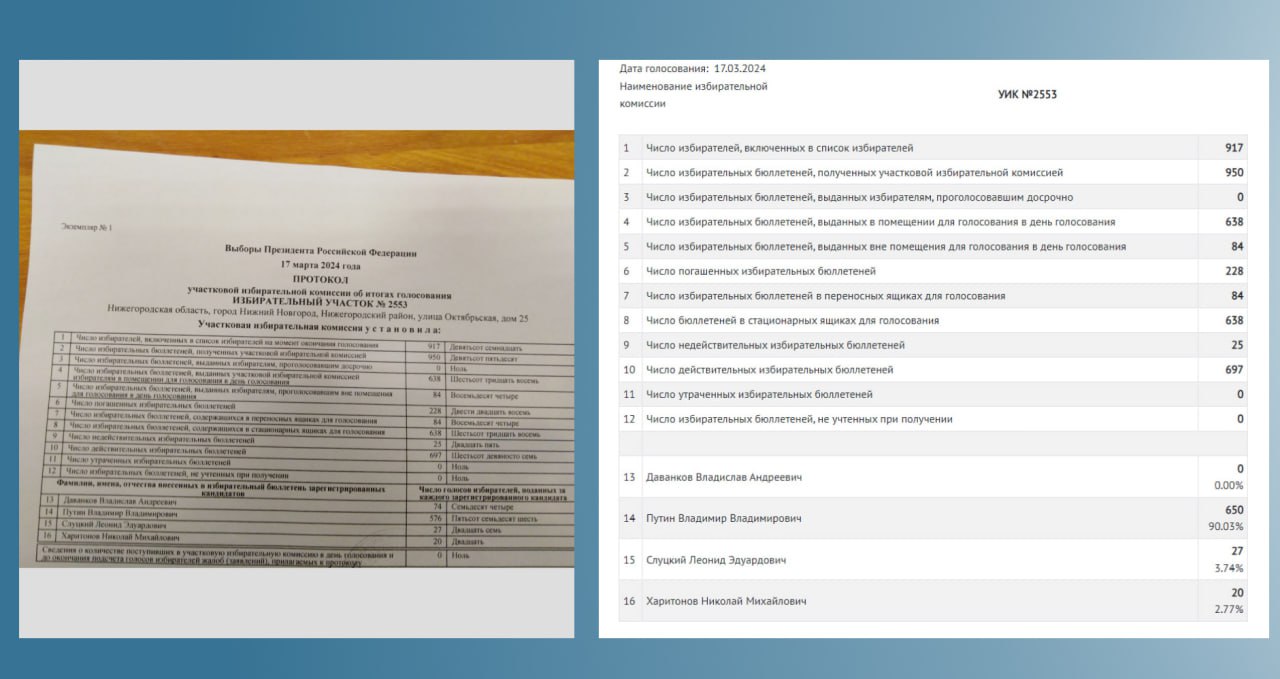 Экземпляр № 1
Выборы Президента Российской Федерации
17 марта 2024 года
ПРОТОКОЛ
участковой избирательной комиссии об итогах голосования
ИЗБИРАТЕЛЬНЫЙ УЧАСТОК № 2553
Нижегородская область, город Нижний Новгород, Нижегородский район, улица Октябрьская, дом 25
Участковая избирательная комиссия у с т а н о в и л а:
1 Число избирателей, включенных в список избирателей на момент окончания голосования 917 Девятьсот семнадцать
2 Число избирательных бюллетеней, полученных участковой избирательной комиссией 950 Девятьсот пятьдесят
3 Число избирательных бюллетеней, выданных избирателям, проголосовавшим досрочно 0 Ноль
4 Число избирательных бюллетеней, выданных участковой избирательной комиссией
избирателям в помещении для голосования в день голосования 638 Шестьсот тридцать восемь
5 Число избирательных бюллетеней, выданных избирателям, проголосовавшим вне помещения
для голосования в день голосования 84 Восемьдесят четыре
6 Число погашенных избирательных бюллетеней 228 Двести двадцать восемь
7 Число избирательных бюллетеней, содержащихся в переносных ящиках для голосования 84 Восемьдесят четыре
8 Число избирательных бюллетеней, содержащихся в стационарных ящиках для голосования 638 Шестьсот тридцать восемь
9 Число недействительных избирательных бюллетеней 25 Двадцать пять
10 Число действительных избирательных бюллетеней 697 Шестьсот девяносто семь
11 Число утраченных избирательных бюллетеней 0 Ноль
12 Число избирательных бюллетеней, не учтенных при получении 0 Ноль
Фамилии, имена, отчества внесенных в избирательный бюллетень зарегистрированных
кандидатов
Число голосов избирателей, поданных за
каждого зарегистрированного кандидата
13 Даванков Владислав Андреевич 74 Семьдесят четыре
14 Путин Владимир Владимирович 576 Пятьсот семьдесят шесть
15 Слуцкий Леонид Эдуардович 27 Двадцать семь
16 Харитонов Николай Михайлович 20 Двадцать
Сведения о количестве поступивших в участковую избирательную комиссию в день голосования и
до окончания подсчета голосов избирателей жалоб (заявлений), прилагаемых к протоколу 0 Ноль
Дата голосования: 17.03.2024
Наименование избирательной
комиссии
УИК №2553
1 Число избирателей, включенных в список избирателей 917
2 Число избирательных бюллетеней, полученных участковой избирательной комиссией 950
3 Число избирательных бюллетеней, выданных избирателям, проголосовавшим досрочно 0
4 Число избирательных бюллетеней, выданных в помещении для голосования в день голосования 638
5 Число избирательных бюллетеней, выданных вне помещения для голосования в день голосования 84
6 Число погашенных избирательных бюллетеней 228
7 Число избирательных бюллетеней в переносных ящиках для голосования 84
8 Число бюллетеней в стационарных ящиках для голосования 638
9 Число недействительных избирательных бюллетеней 25
10 Число действительных избирательных бюллетеней 697
11 Число утраченных избирательных бюллетеней 0
12 Число избирательных бюллетеней, не учтенных при получении 0
13 Даванков Владислав Андреевич 0
0.00%
14 Путин Владимир Владимирович 650
90.03%
15 Слуцкий Леонид Эдуардович 27
3.74%
16 Харитонов Николай Михайлович 20
2.77%